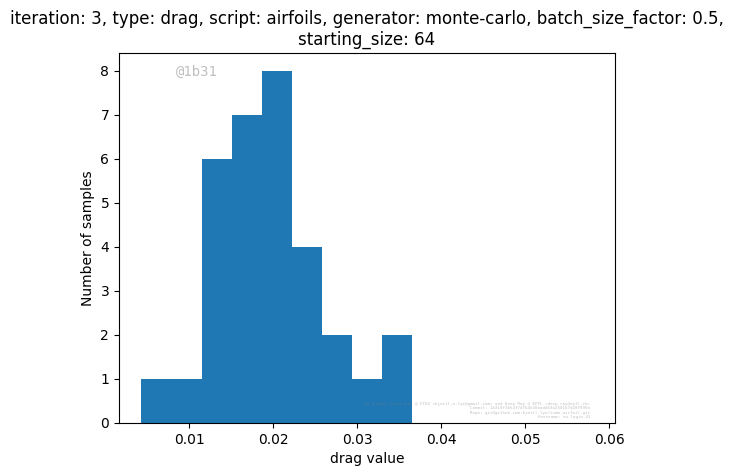 iteration: 3, type: drag, script: airfoils, generator: monte-carlo, batch_size_factor: 0.5,
starting_size: 64
@1b31
8
7
6
5
4
3
2
1
0
Number of samples
0.01 0.02 0.03 0.04 0.05 0.06
drag value